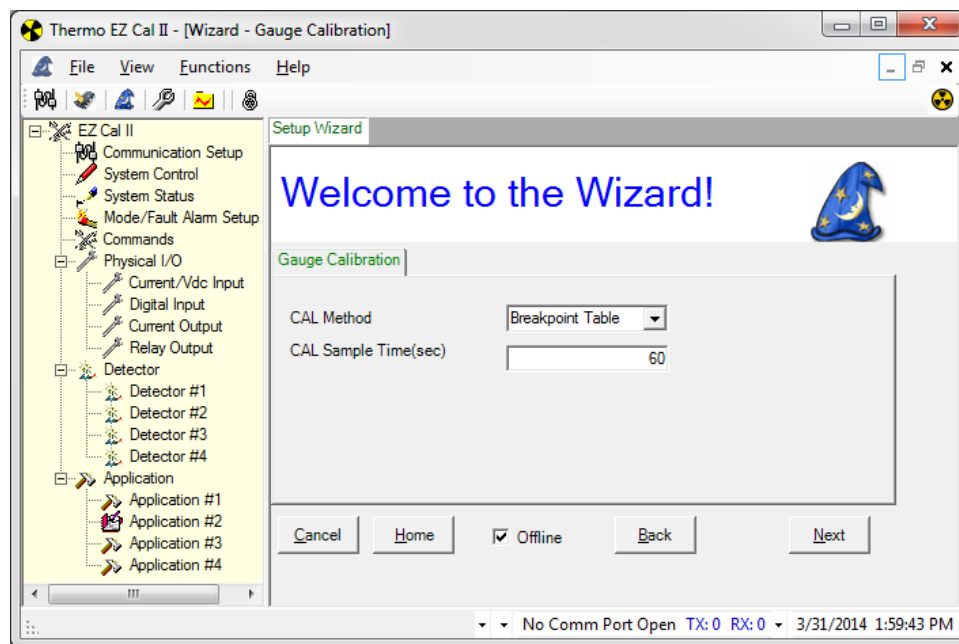 Thermo EZ Cal II - [Wizard - Gauge Calibration]
File View Functions Help
EZ Cal II
Communication Setup
System Control
System Status
Mode/Fault Alarm Setup
Commands
Physical I/O
Current/Vdc Input
Digital Input
Current Output
Relay Output
Detector
Detector #1
Detector #2
Detector #3
Detector #4
Application
Application #1
Application #2
Application #3
Application #4
Setup Wizard
Welcome to the Wizard!
Gauge Calibration
CAL Method Breakpoint Table
CAL Sample Time(sec) 60
Cancel Home Offline Back Next
No Comm Port Open TX: 0 RX: 0 3/31/2014 1:59:43 PM